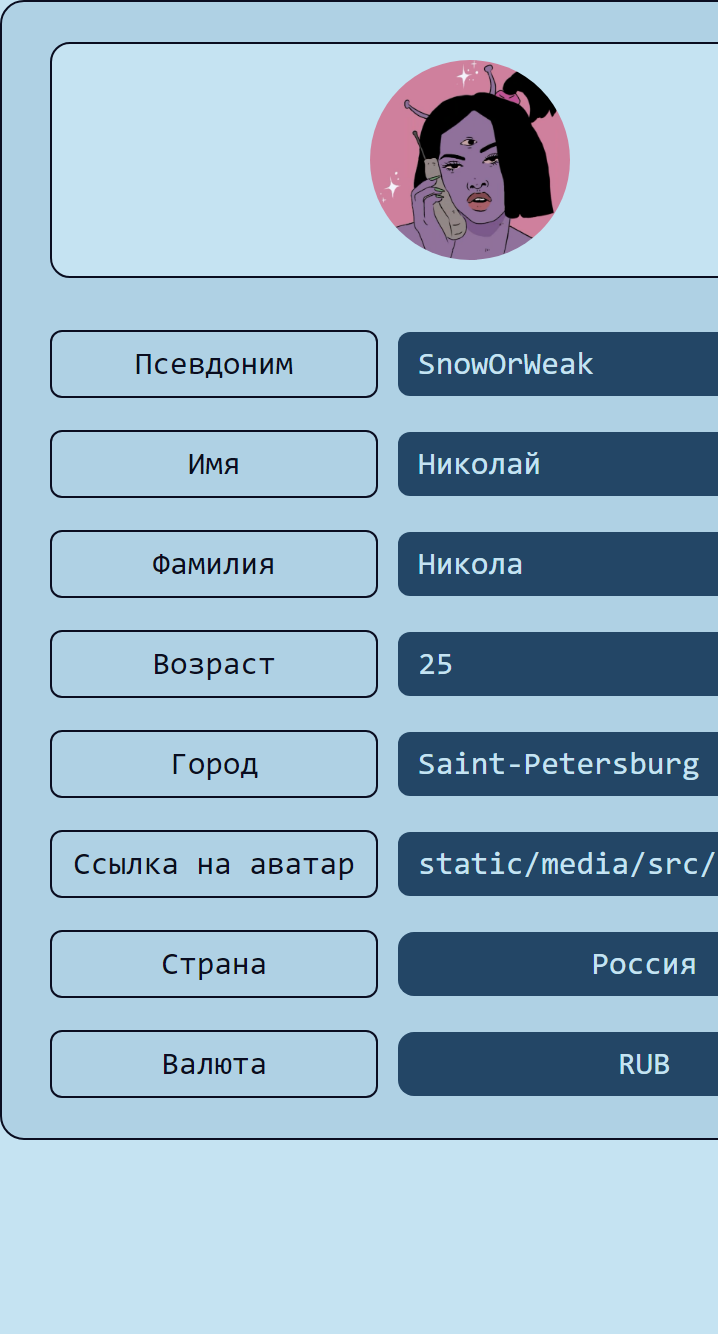 Псевдоним SnowOrWeak
Имя Николай
Фамилия Никола
Возраст 25
Город Saint-Petersburg
Ссылка на аватар static/media/src/
Страна Россия
Валюта RUB